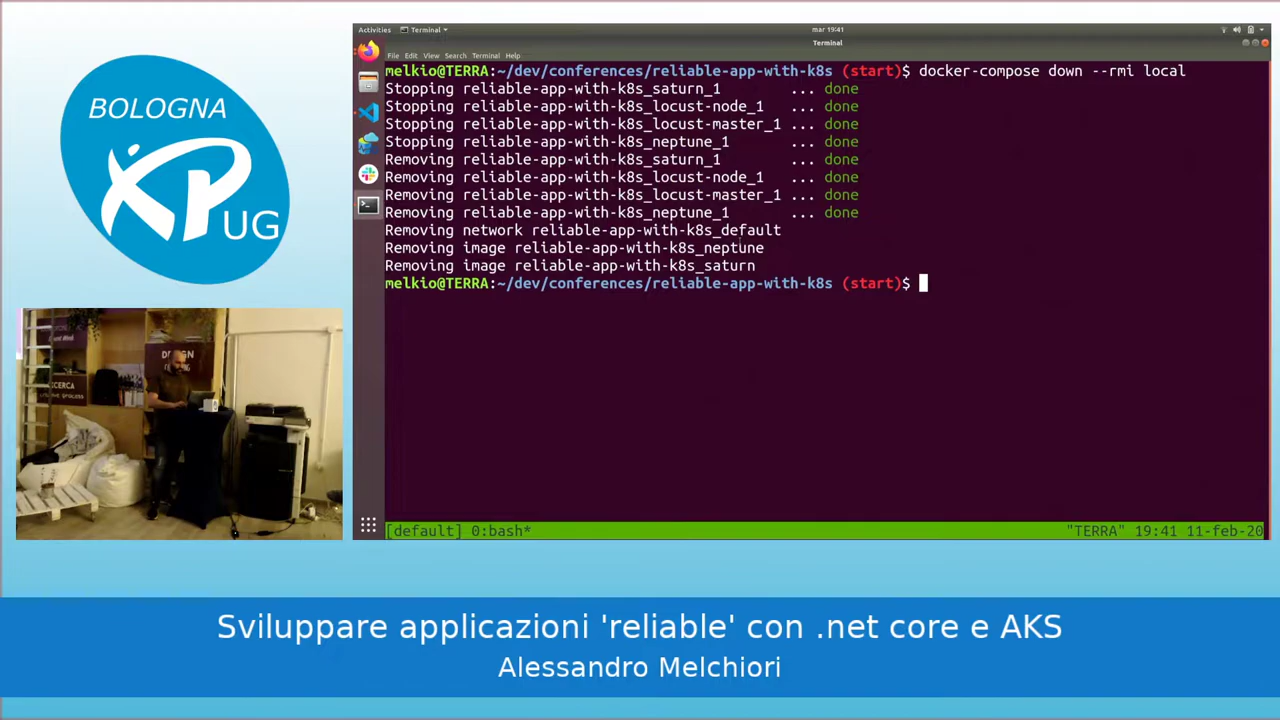 BOLOGNA
XP
UG
Activities
Terminal
mar 19:41
Terminal
File Edit View Search Terminal Help
melkio@TERRA:~/dev/conferences/reliable-app-with-k8s (start)$ docker-compose down --rmi local
Stopping reliable-app-with-k8s_saturn_1 ... done
Stopping reliable-app-with-k8s_locust-node_1 ... done
Stopping reliable-app-with-k8s_locust-master_1 ... done
Stopping reliable-app-with-k8s_neptune_1 ... done
Removing reliable-app-with-k8s_saturn_1 ... done
Removing reliable-app-with-k8s_locust-node_1 ... done
Removing reliable-app-with-k8s_locust-master_1 ... done
Removing reliable-app-with-k8s_neptune_1 ... done
Removing network reliable-app-with-k8s_default
Removing image reliable-app-with-k8s_neptune
Removing image reliable-app-with-k8s_saturn
melkio@TERRA:~/dev/conferences/reliable-app-with-k8s (start)$
[default] 0:bash*
"TERRA" 19:41 11-feb-20
Sviluppare applicazioni 'reliable' con .net core e AKS
Alessandro Melchiori